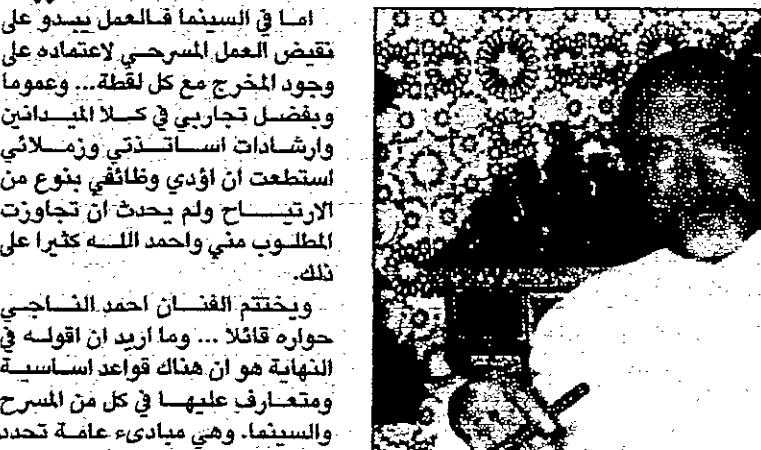 اما في السينما فالعمل يبدو على
نقيض العمل المسرحي لاعتماده على
وجود المخرج مع كل لقطة... وعموما
وبفضل تجاربي في كلا الميدانين
وارشادات اساتذتي وزملائي
استطعت ان اؤدي وظائفي بنوع من
الارتياح ولم يحدث ان تجاوزت
المطلوب مني واحمد الله كثيرا على
ذلك.
ويختتم الفنان احمد الناجي
حواره قائلا ... وما اريد ان اقوله في
النهاية هو ان هناك قواعد اساسية
ومتعارف عليها في كل من المسرح
والسينما. وهي مبادىء عامة تحدد